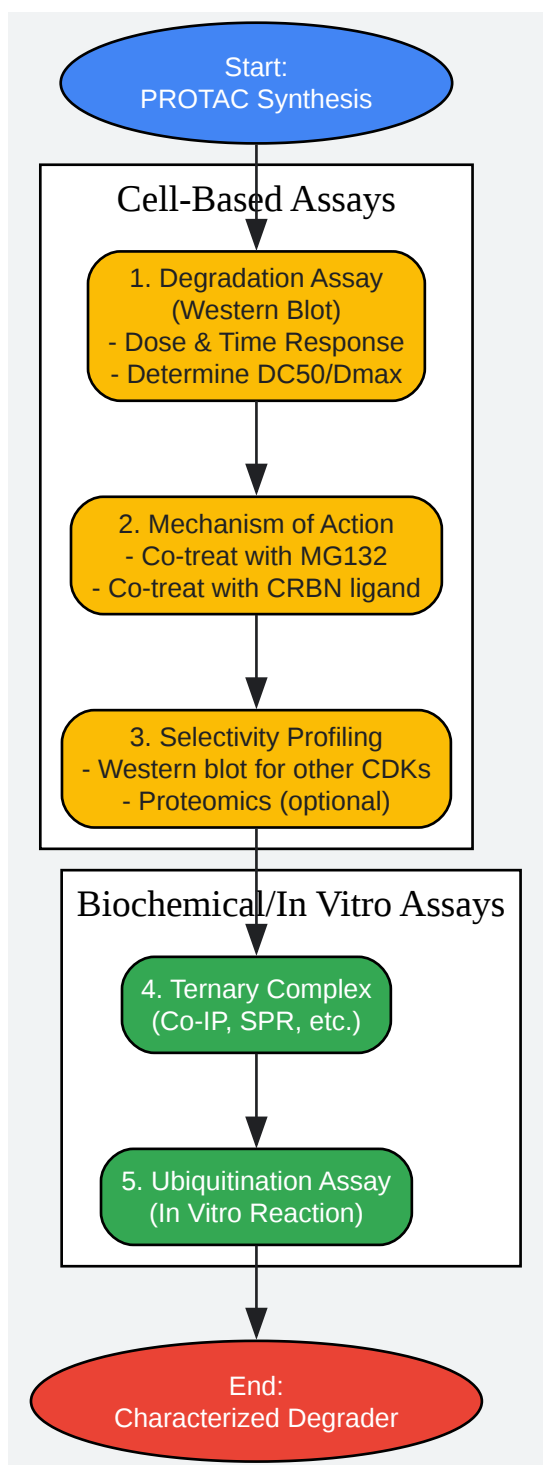 Start:
PROTAC Synthesis
Cell-Based Assays
1. Degradation Assay
(Western Blot)
- Dose & Time Response
- Determine DC50/Dmax
2. Mechanism of Action
- Co-treat with MG132
- Co-treat with CRBN ligand
3. Selectivity Profiling
- Western blot for other CDKs
- Proteomics (optional)
Biochemical/In Vitro Assays
4. Ternary Complex
(Co-IP, SPR, etc.)
5. Ubiquitination Assay
(In Vitro Reaction)
End:
Characterized Degrader